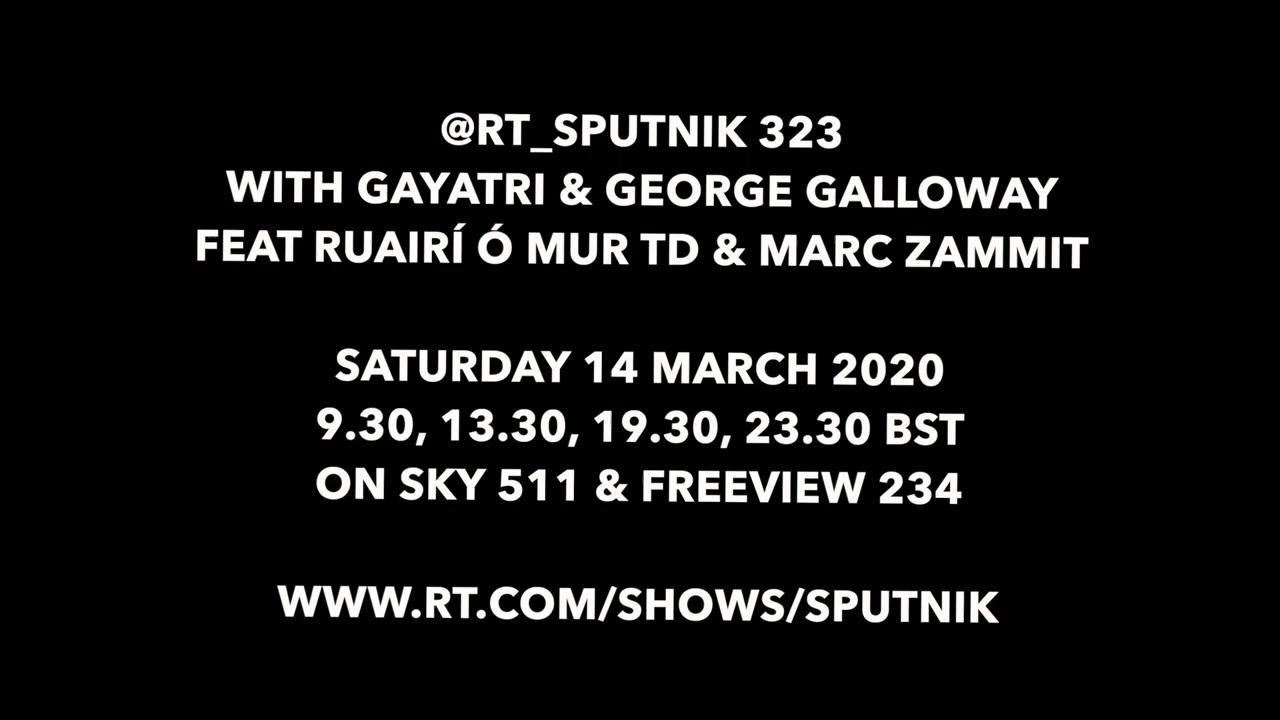 @RT_SPUTNIK 323
WITH GAYATRI & GEORGE GALLOWAY
FEAT RUAIRÍ Ó MUR TD & MARC ZAMMIT
SATURDAY 14 MARCH 2020
9.30, 13.30, 19.30, 23.30 BST
ON SKY 511 & FREEVIEW 234
WWW.RT.COM/SHOWS/SPUTNIK